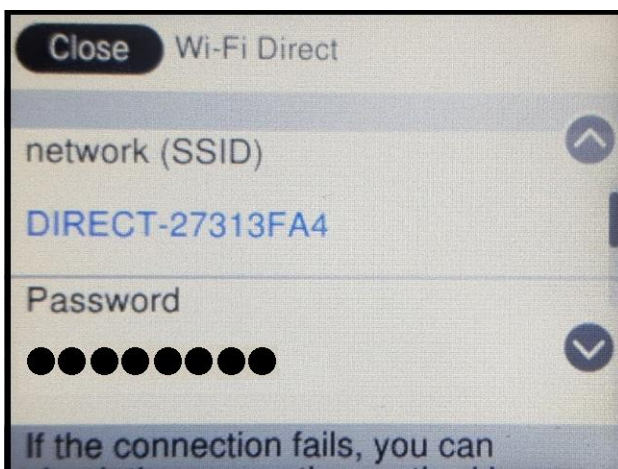 Close Wi-Fi Direct
network (SSID)
DIRECT-27313FA4
Password
●●●●●●●●
If the connection fails, you can